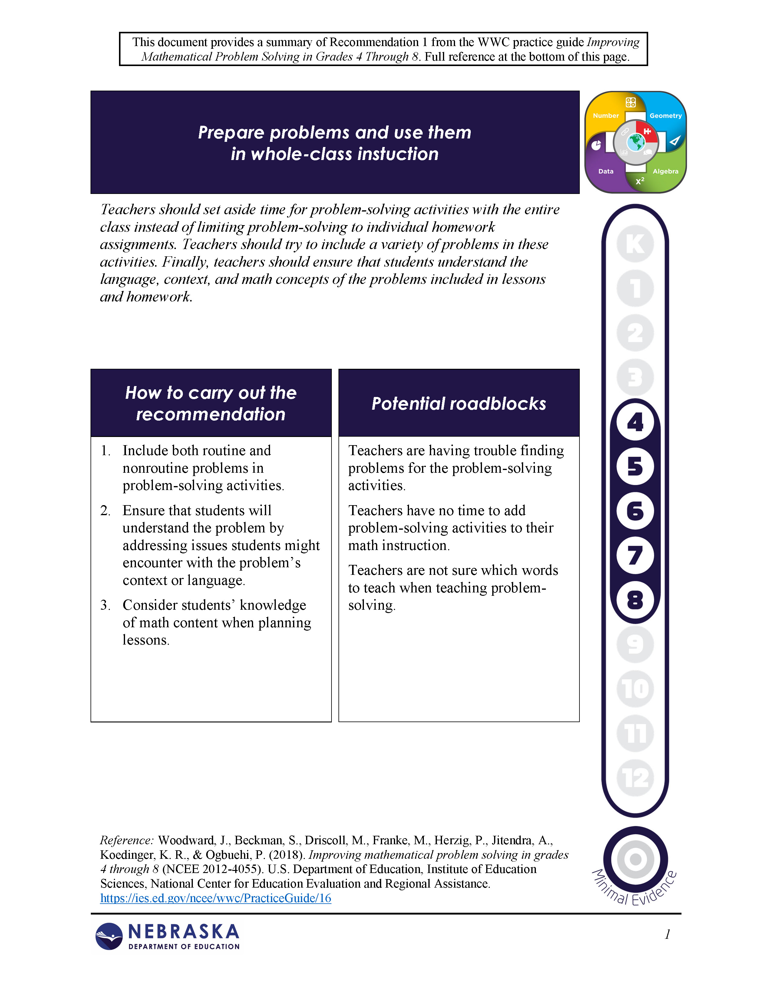 This document provides a summary of Recommendation 1 from the WWC practice guide Improving
Mathematical Problem Solving in Grades 4 Through 8. Full reference at the bottom of this page.
Prepare problems and use them
in whole-class instuction
Number
Geometry
Data
Algebra
x²
Teachers should set aside time for problem-solving activities with the entire
class instead of limiting problem-solving to individual homework
assignments. Teachers should try to include a variety of problems in these
activities. Finally, teachers should ensure that students understand the
language, context, and math concepts of the problems included in lessons
and homework.
How to carry out the
recommendation
1. Include both routine and
nonroutine problems in
problem-solving activities.
2. Ensure that students will
understand the problem by
addressing issues students might
encounter with the problem's
context or language.
3. Consider students' knowledge
of math content when planning
lessons.
Potential roadblocks
Teachers are having trouble finding
problems for the problem-solving
activities.
Teachers have no time to add
problem-solving activities to their
math instruction.
Teachers are not sure which words
to teach when teaching problem-
solving.
K
1
2
3
4
5
6
7
8
9
10
11
12
Minimal Evidence
Reference: Woodward, J., Beckman, S., Driscoll, M., Franke, M., Herzig, P., Jitendra, A.,
Koedinger, K. R., & Ogbuehi, P. (2018). Improving mathematical problem solving in grades
4 through 8 (NCEE 2012-4055). U.S. Department of Education, Institute of Education
Sciences, National Center for Education Evaluation and Regional Assistance.
https://ies.ed.gov/ncee/wwc/PracticeGuide/16
NEBRASKA
DEPARTMENT OF EDUCATION
1